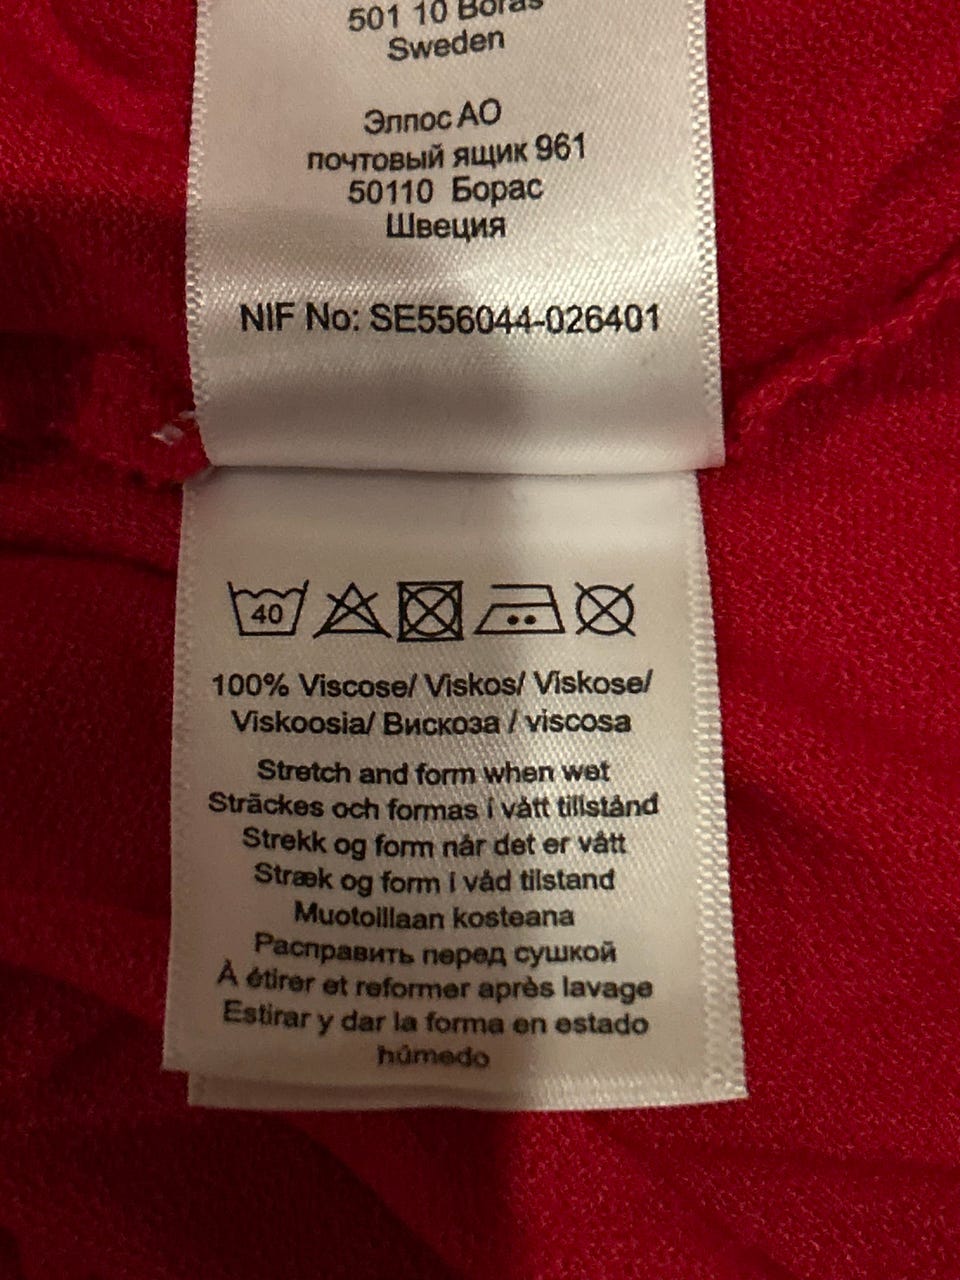 501 10 Borås
Sweden
Эллос АО
почтовый ящик 961
50110 Борас
Швеция
NIF No: SE556044-026401
40
100% Viscose/ Viskos/ Viskose/
Viskoosia/ Вискоза / viscosa
Stretch and form when wet
Sträckes och formas i vått tillstånd
Strekk og form når det er vått
Stræk og form i våd tilstand
Muotoillaan kosteana
Расправить перед сушкой
À étirer et reformer après lavage
Estirar y dar la forma en estado
húmedo